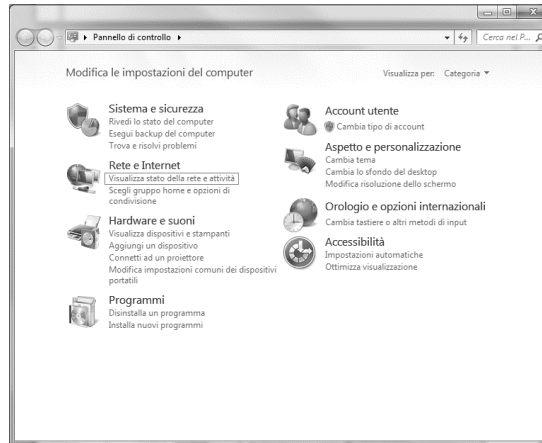 Pannello di controllo
Cerca nel P...
Modifica le impostazioni del computer
Visualizza per: Categoria
Sistema e sicurezza
Rivedi lo stato del computer
Esegui backup del computer
Trova e risolvi problemi
Rete e Internet
Visualizza stato della rete e attività
Scegli gruppo home e opzioni di
condivisione
Hardware e suoni
Visualizza dispositivi e stampanti
Aggiungi un dispositivo
Connetti ad un proiettore
Modifica impostazioni comuni dei dispositivi
portatili
Programmi
Disinstalla un programma
Installa nuovi programmi
Account utente
Cambia tipo di account
Aspetto e personalizzazione
Cambia tema
Cambia lo sfondo del desktop
Modifica risoluzione dello schermo
Orologio e opzioni internazionali
Cambia tastiere o altri metodi di input
Accessibilità
Impostazioni automatiche
Ottimizza visualizzazione